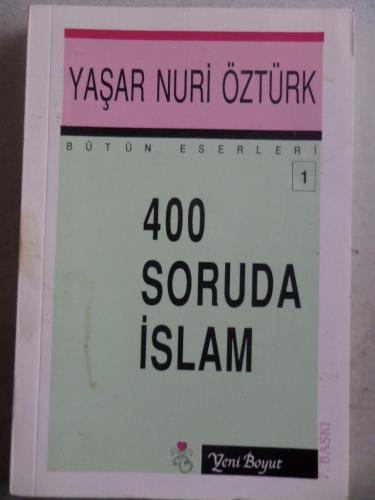 YAŞAR NURİ ÖZTÜRK
BÜTÜN ESERLERİ
1
400
SORUDA
İSLAM
7. BASKI
Yeni Boyut